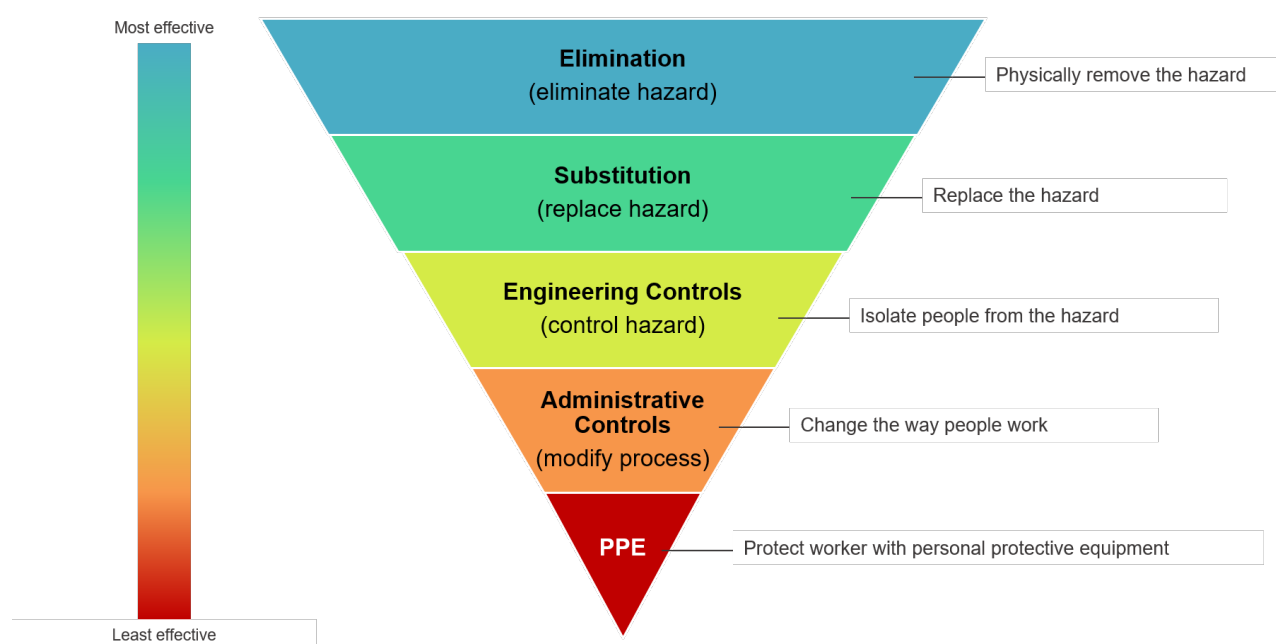 Most effective
Elimination
(eliminate hazard)
Physically remove the hazard
Substitution
(replace hazard)
Replace the hazard
Engineering Controls
(control hazard)
Isolate people from the hazard
Administrative
Controls
(modify process)
Change the way people work
PPE
Protect worker with personal protective equipment
Least effective